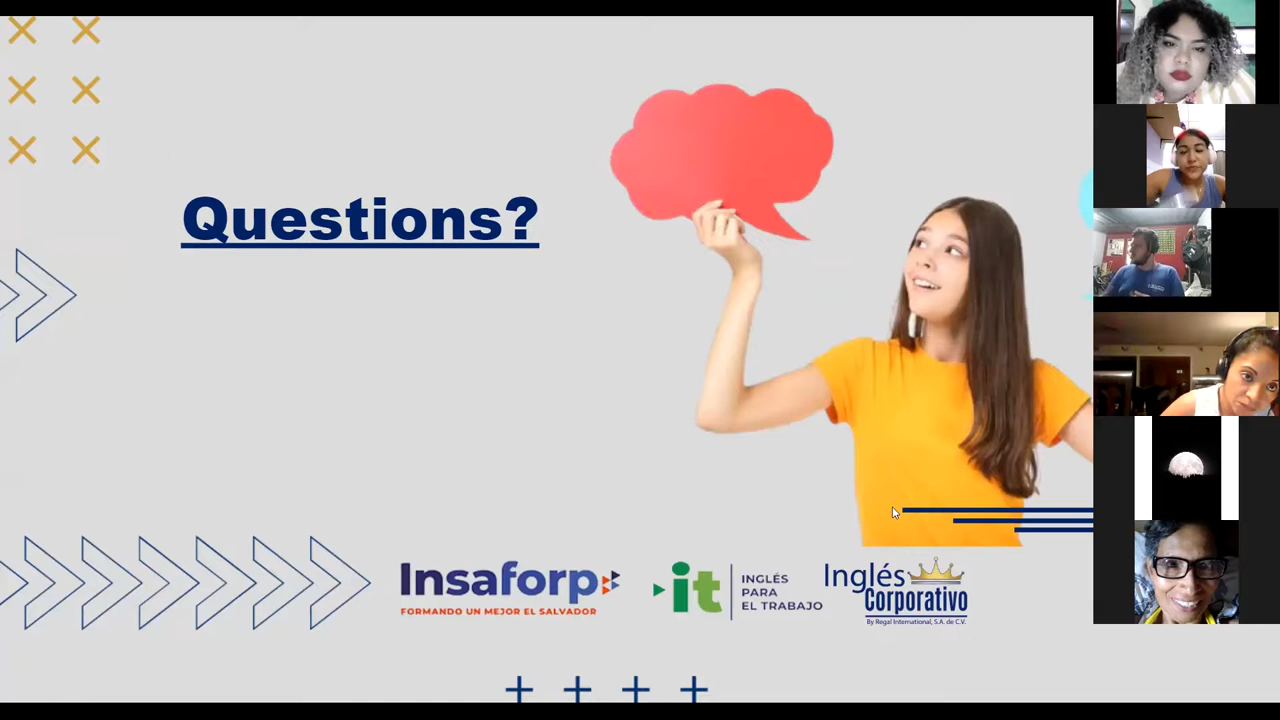 Questions?
Insaforp
FORMANDO UN MEJOR EL SALVADOR
it
INGLÉS
PARA
EL TRABAJO
Inglés
Corporativo
By Regal International, S.A. de C.V.